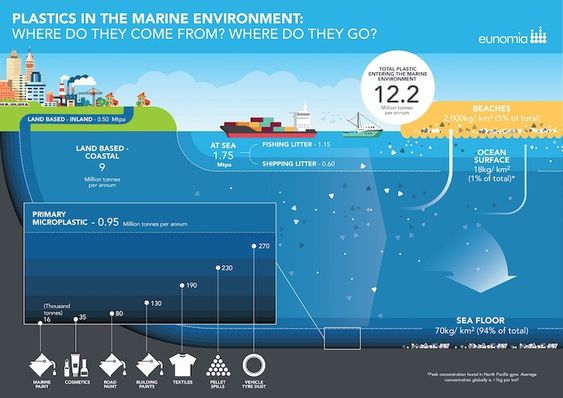 PLASTICS IN THE MARINE ENVIRONMENT:
WHERE DO THEY COME FROM? WHERE DO THEY GO?
eunomia
TOTAL PLASTIC
ENTERING THE MARINE
ENVIRONMENT
12.2
Million tonnes
per annum
BEACHES
2,000kg/ km² (5% of total)
LAND BASED - INLAND - 0.50 Mtpa
LAND BASED -
COASTAL
9
Million tonnes
per annum
AT SEA
1.75
Mtpa
FISHING LITTER - 1.15
SHIPPING LITTER - 0.60
OCEAN
SURFACE
18kg/ km²
(1% of total)*
PRIMARY
MICROPLASTIC - 0.95 Million tonnes per annum
270
230
190
130
80
35
(Thousand
tonnes)
16
SEA FLOOR
70kg/ km² (94% of total)
MARINE
PAINT
COSMETICS
ROAD
PAINT
BUILDING
PAINTS
TEXTILES
PELLET
SPILLS
VEHICLE
TYRE DUST
*Peak concentration found in North Pacific gyre. Average
concentration globally is <1kg per km²